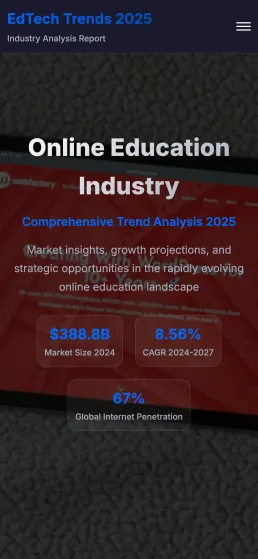 EdTech Trends 2025
Industry Analysis Report
Online Education
Industry
Comprehensive Trend Analysis 2025
Market insights, growth projections, and
strategic opportunities in the rapidly evolving
online education landscape
$388.8B
Market Size 2024
8.56%
CAGR 2024-2027
67%
Global Internet Penetration